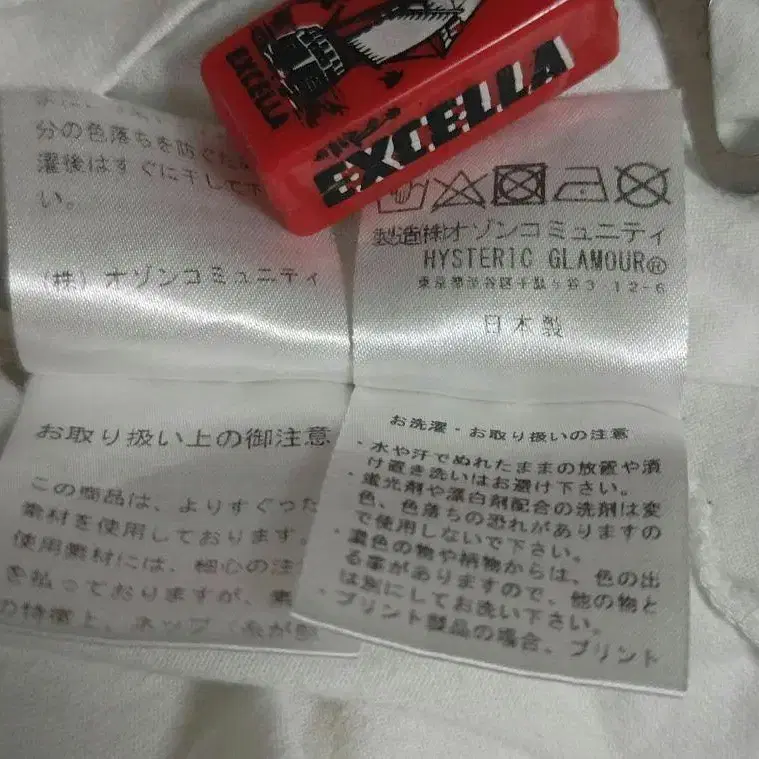 EXCELLA
EXCELLA
分の色落ちを防ぐため
濯後はすぐに干して下
い。
(株) オゾンコミュニティ
製造㈱オゾンコミュニティ
HYSTERIC GLAMOUR®
東京都渋谷区千駄ヶ谷3 12-6
日本製
お取り扱い上の御注意
この商品は、よりすぐった
素材を使用しております。
使用素材には、細心の注
を払っておりますが、素
の特徴上、ネップ（糸が
お洗濯・お取り扱いの注意
・水や汗でぬれたままの放置や漬
け置き洗いはお避け下さい。
・蛍光剤や漂白剤配合の洗剤は変
色、色落ちの恐れがありますの
で使用しないで下さい。
・濃色の物や柄物からは、色の出
る事がありますので、他の物と
は別にしてお洗い下さい。
・プリント製品の場合、プリント